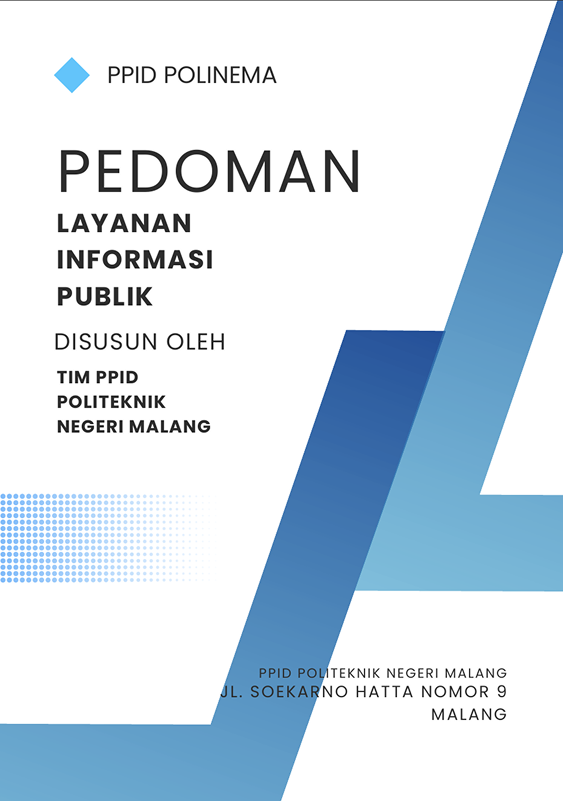 PPID POLINEMA
PEDOMAN
LAYANAN
INFORMASI
PUBLIK
DISUSUN OLEH
TIM PPID
POLITEKNIK
NEGERI MALANG
PPID POLITEKNIK NEGERI MALANG
JL. SOEKARNO HATTA NOMOR 9
MALANG